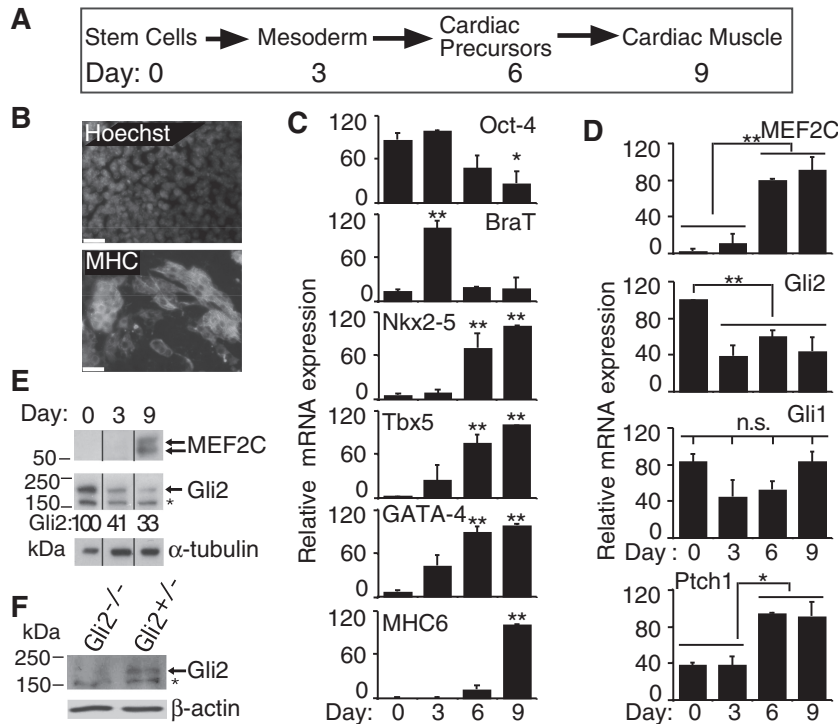 A
Stem Cells Mesoderm Cardiac Precursors Cardiac Muscle
Day: 0 3 6 9
B
Hoechst
MHC
C
Relative mRNA expression
120
60
0
Oct-4
*
120
60
0
BraT
**
120
60
0
Nkx2-5
** **
120
60
0
Tbx5
** **
120
60
0
GATA-4
** **
120
60
0
MHC6
**
Day: 0 3 6 9
D
Relative mRNA expression
MEF2C
**
120
80
40
0
Gli2
**
120
80
40
0
Gli1
n.s.
120
80
40
0
Day : 0 3 6 9
Ptch1
*
120
80
40
0
Day: 0 3 6 9
E
Day: 0 3 9
50
MEF2C
250
150
Gli2
*
Gli2: 100 41 33
kDa
α-tubulin
F
Gli2-/-
Gli2+/-
kDa
250
150
Gli2
*
β-actin